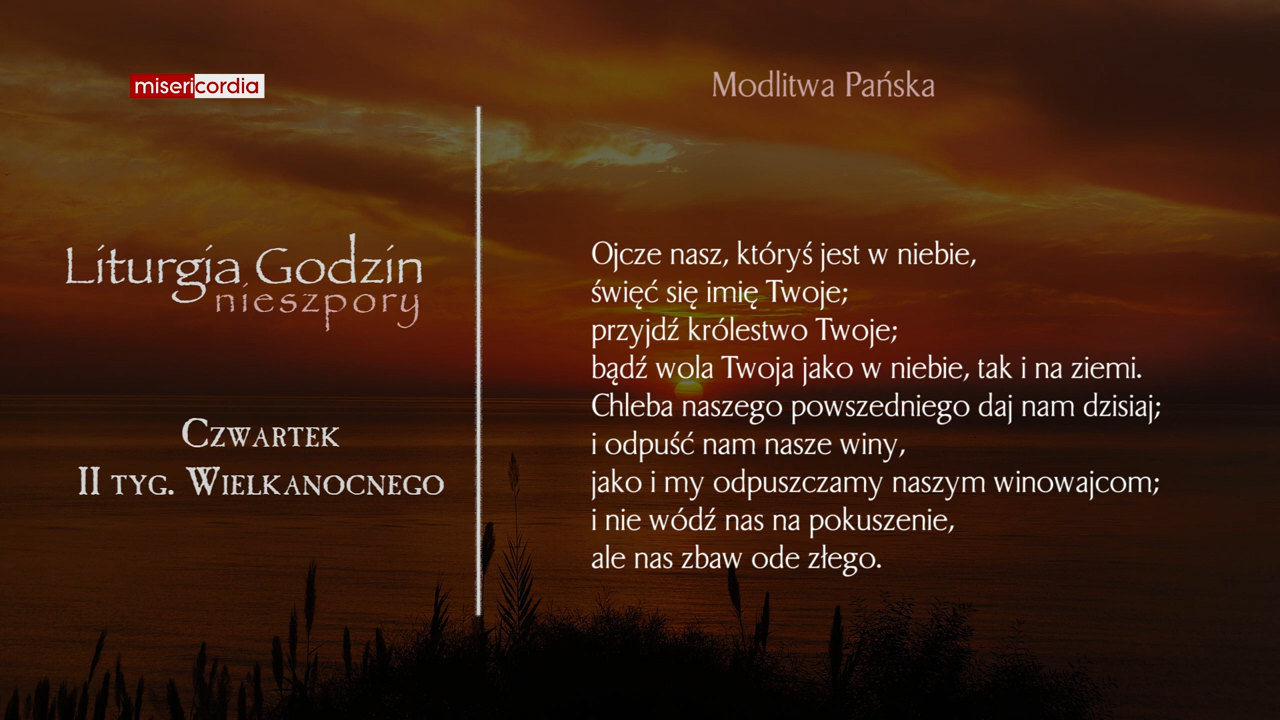 misericordia
Liturgia Godzin
nieszpory
Czwartek
II tyg. Wielkanocnego
Modlitwa Pańska
Ojcze nasz, któryś jest w niebie,
święć się imię Twoje;
przyjdź królestwo Twoje;
bądź wola Twoja jako w niebie, tak i na ziemi.
Chleba naszego powszedniego daj nam dzisiaj;
i odpuść nam nasze winy,
jako i my odpuszczamy naszym winowajcom;
i nie wódź nas na pokuszenie,
ale nas zbaw ode złego.